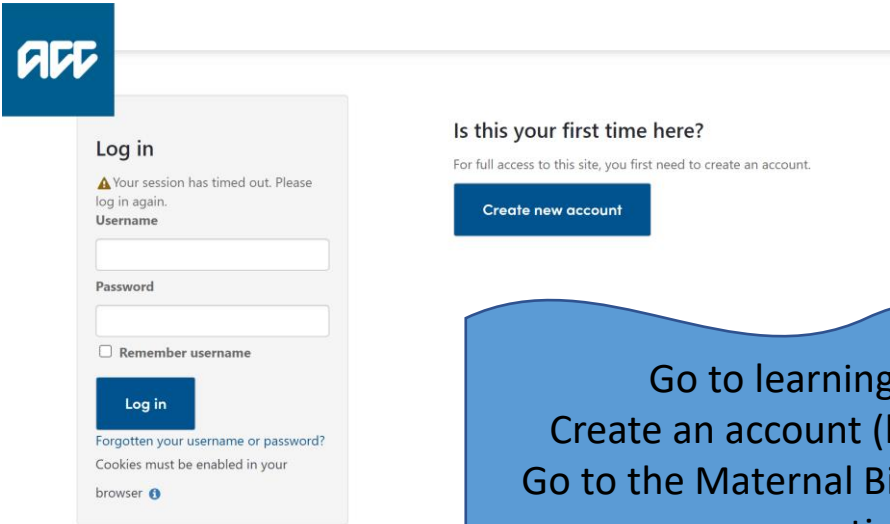 acc
Log in
Your session has timed out. Please
log in again.
Username
Password
Remember username
Log in
Forgotten your username or password?
Cookies must be enabled in your
browser
Is this your first time here?
For full access to this site, you first need to create an account.
Create new account
Go to learning
Create an account (
Go to the Maternal